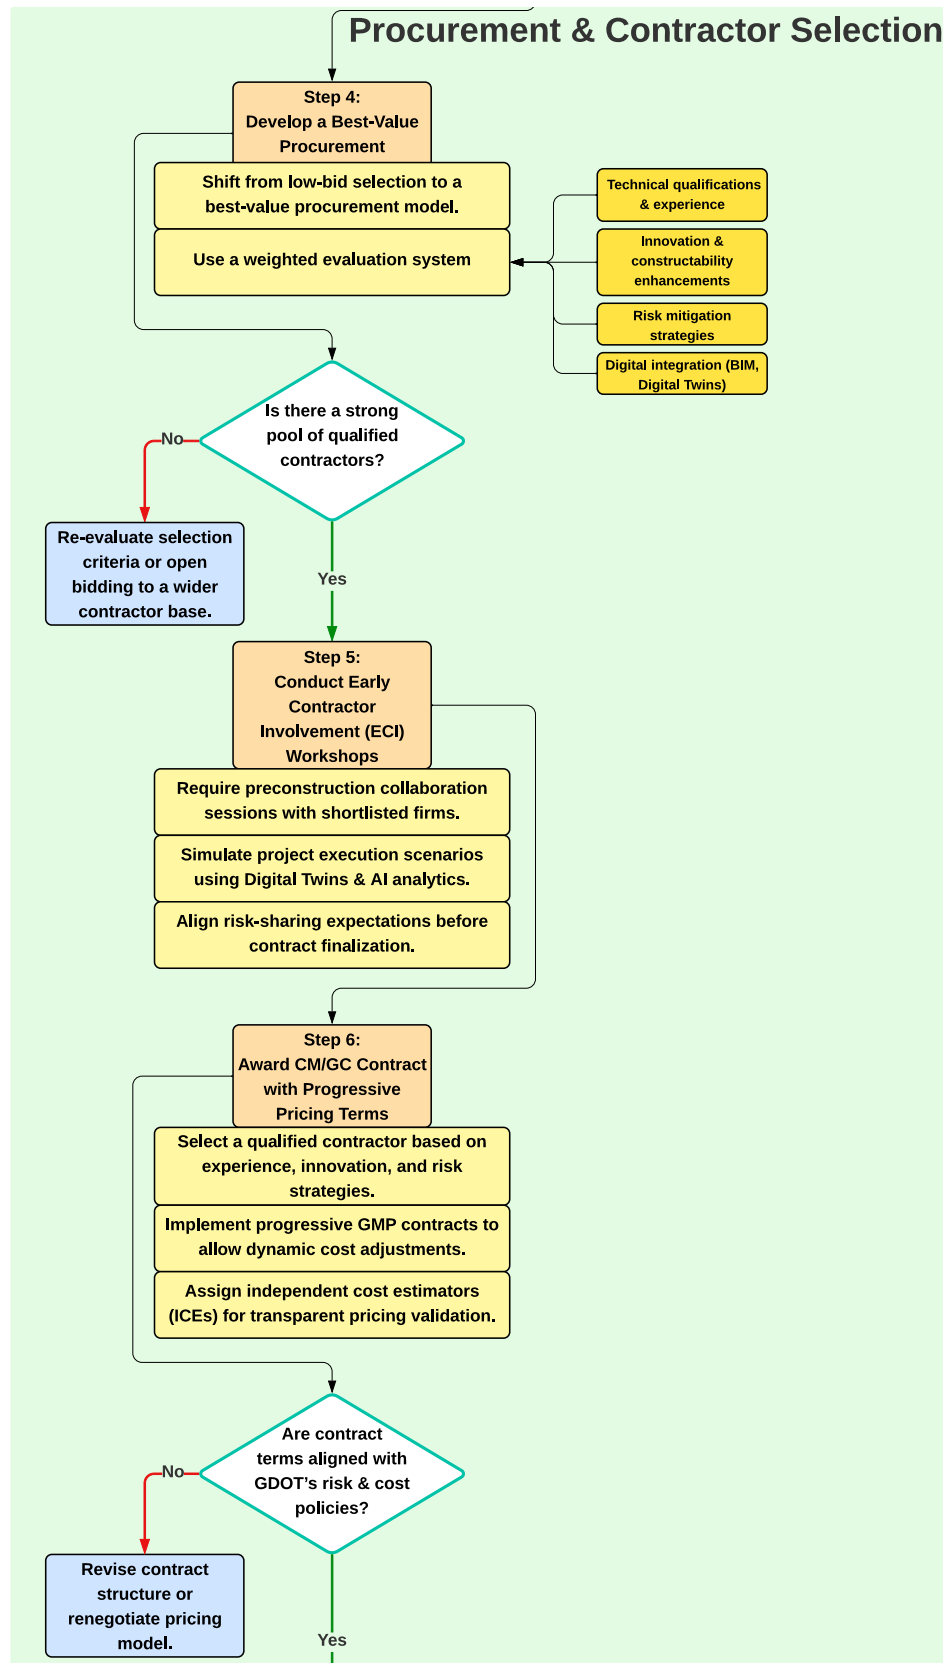 Procurement & Contractor Selection
Step 4:
Develop a Best-Value
Procurement
Shift from low-bid selection to a
best-value procurement model.
Use a weighted evaluation system
Technical qualifications
& experience
Innovation &
constructability
enhancements
Risk mitigation
strategies
Digital integration (BIM,
Digital Twins)
Is there a strong
pool of qualified
contractors?
No
Re-evaluate selection
criteria or open
bidding to a wider
contractor base.
Yes
Step 5:
Conduct Early
Contractor
Involvement (ECI)
Workshops
Require preconstruction collaboration
sessions with shortlisted firms.
Simulate project execution scenarios
using Digital Twins & AI analytics.
Align risk-sharing expectations before
contract finalization.
Step 6:
Award CM/GC Contract
with Progressive
Pricing Terms
Select a qualified contractor based on
experience, innovation, and risk
strategies.
Implement progressive GMP contracts to
allow dynamic cost adjustments.
Assign independent cost estimators
(ICEs) for transparent pricing validation.
Are contract
terms aligned with
GDOT’s risk & cost
policies?
No
Revise contract
structure or
renegotiate pricing
model.
Yes